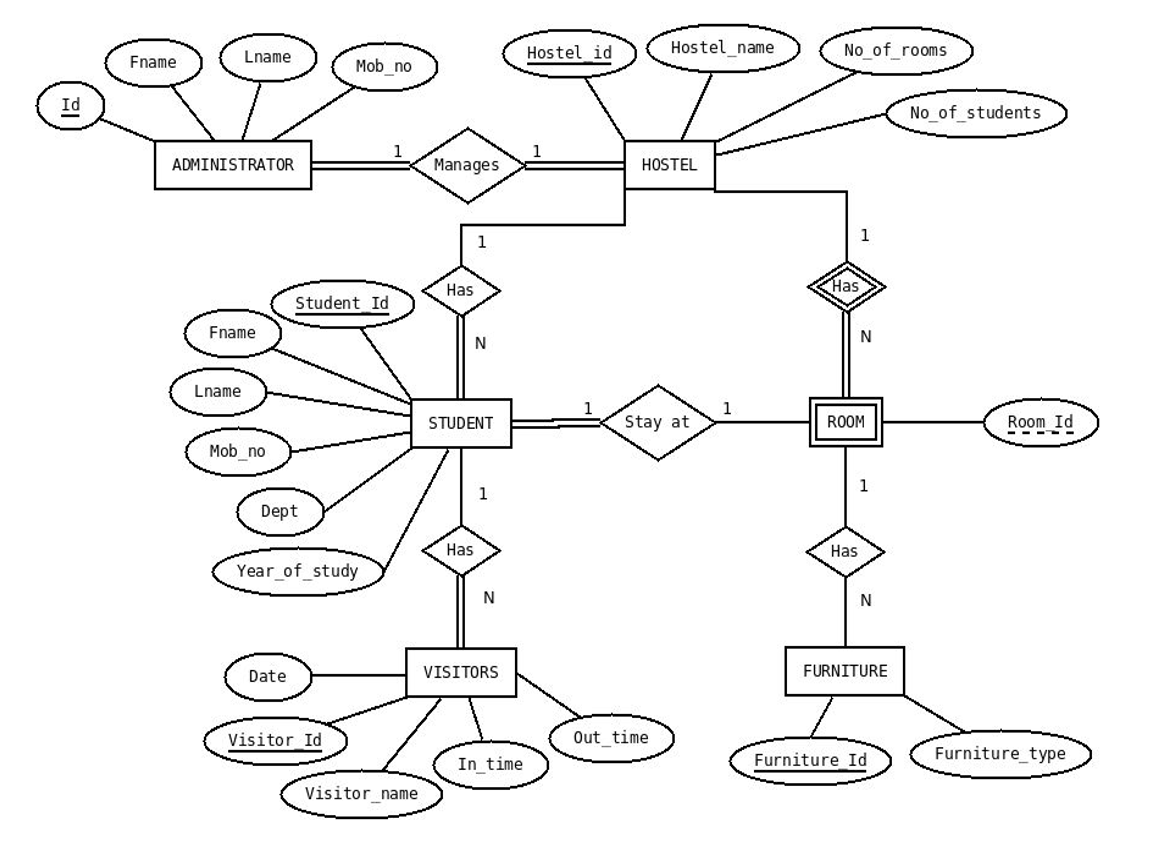 Fname
Lname
Mob_no
Id
Hostel_id
Hostel_name
No_of_rooms
No_of_students
ADMINISTRATOR
1
Manages
1
HOSTEL
1
1
Has
Has
N
N
Student_Id
Fname
Lname
Mob_no
Dept
Year_of_study
STUDENT
1
Stay at
1
ROOM
Room_Id
1
1
Has
Has
N
N
VISITORS
FURNITURE
Date
Visitor_Id
Visitor_name
In_time
Out_time
Furniture_Id
Furniture_type